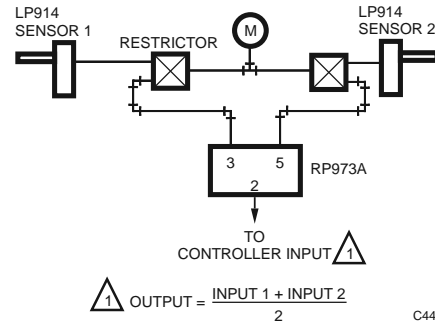 LP914
SENSOR 1
LP914
SENSOR 2
RESTRICTOR
M
3 5
RP973A
2
TO
CONTROLLER INPUT 1
1 OUTPUT = INPUT 1 + INPUT 2
2
C44